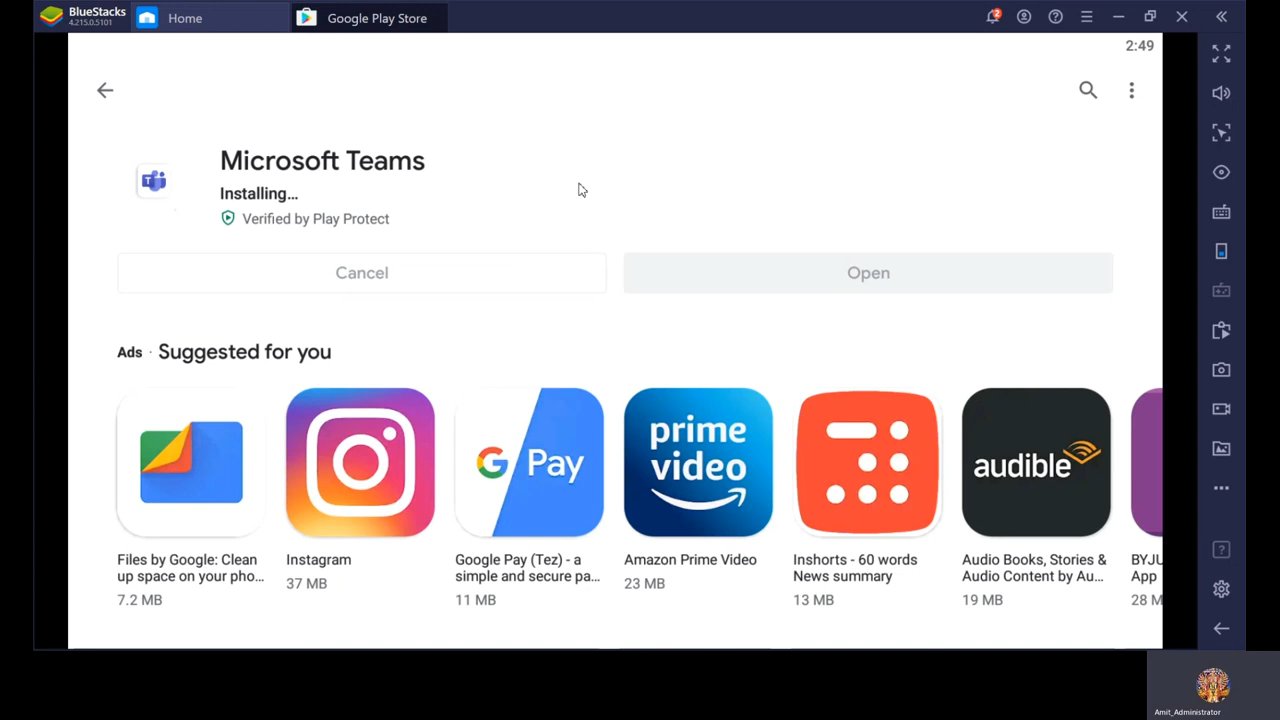 BlueStacks
4.215.0.5101
Home
Google Play Store
2
2:49
Microsoft Teams
Installing...
Verified by Play Protect
Cancel
Open
Ads · Suggested for you
G Pay
prime
video
audible
Files by Google: Clean
up space on your pho...
7.2 MB
Instagram
37 MB
Google Pay (Tez) - a
simple and secure pa...
11 MB
Amazon Prime Video
23 MB
Inshorts - 60 words
News summary
13 MB
Audio Books, Stories &
Audio Content by Au...
19 MB
BYJU
App
28 M
Amit_Administrator